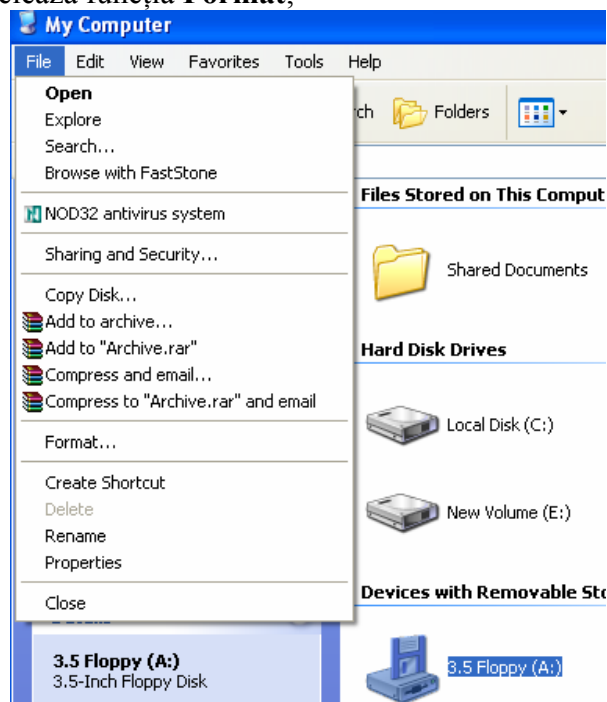 funcția Format;
My Computer
File Edit View Favorites Tools Help
Open
Explore
Search...
Browse with FastStone
NOD32 antivirus system
Sharing and Security...
Copy Disk...
Add to archive...
Add to "Archive.rar"
Compress and email...
Compress to "Archive.rar" and email
Format...
Create Shortcut
Delete
Rename
Properties
Close
3.5 Floppy (A:)
3.5-Inch Floppy Disk
rch Folders
Files Stored on This Comput
Shared Documents
Hard Disk Drives
Local Disk (C:)
New Volume (E:)
Devices with Removable Sto
3.5 Floppy (A:)